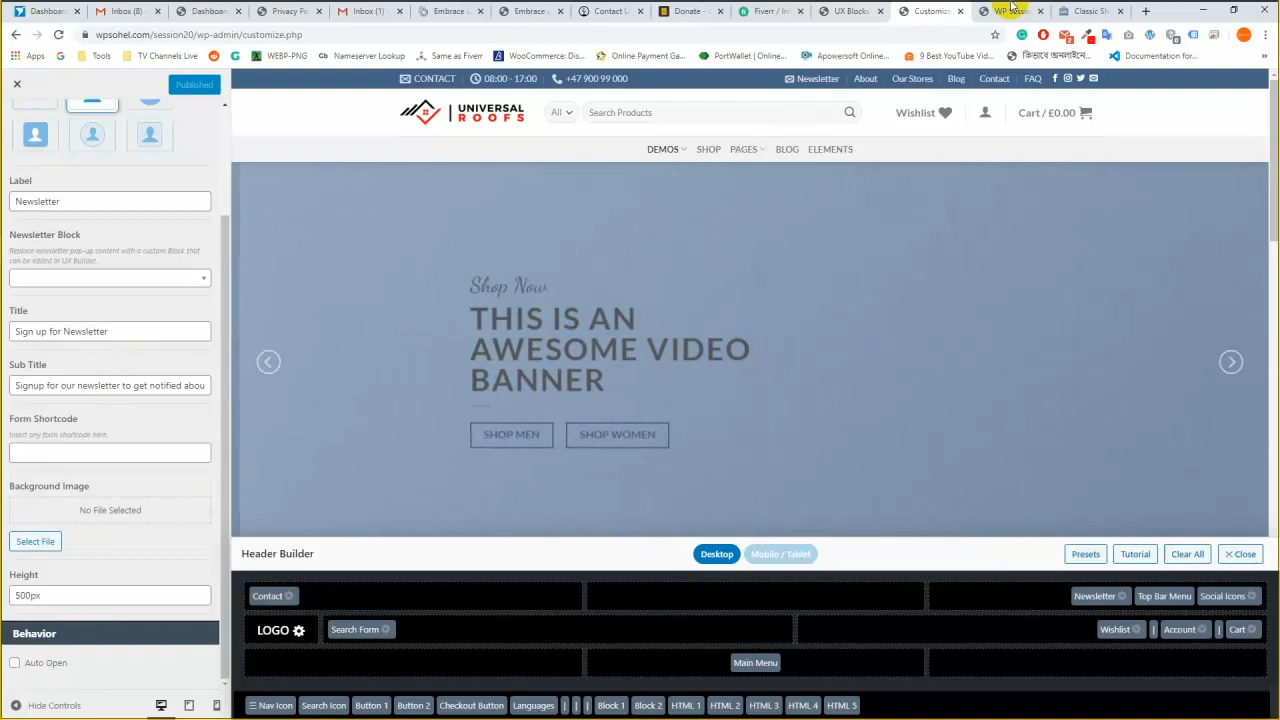 Dashboar
Inbox (8)
Dashboar
Privacy Po
Inbox (1)
Embrace u
Embrace u
Contact U
Donate -
Fiverr / In
UX Blocks
Customize
WP
Classic Sh
wpsohel.com/session20/wp-admin/customize.php
Apps
Tools
TV Channels Live
WEBP-PNG
Nameserver Lookup
Same as Fiverr
WooCommerce: Dis...
Online Payment Ga...
PortWallet | Integra...
Apowersoft Online...
9 Best YouTube Vid...
কিভাবে অনলাইনে...
Documentation for...
Published
CONTACT
08:00 - 17:00
+47 900 99 000
Newsletter
About
Our Stores
Blog
Contact
FAQ
UNIVERSAL
ROOFS
All
Search Products
Wishlist
Cart / £0.00
DEMOS
SHOP
PAGES
BLOG
ELEMENTS
Label
Newsletter
Newsletter Block
Replace newsletter pop-up content with a custom Block that
can be added in UX Builder.
Title
Sign up for Newsletter
Sub Title
Signup for our newsletter to get notified abou
Form Shortcode
Insert any form shortcode here.
Background Image
No File Selected
Select File
Height
500px
Behavior
Auto Open
Hide Controls
Shop Now
THIS IS AN
AWESOME VIDEO
BANNER
SHOP MEN
SHOP WOMEN
Header Builder
Desktop
Mobile / Tablet
Presets
Tutorial
Clear All
✕ Close
Contact
Newsletter
Top Bar Menu
Social Icons
LOGO
Search Form
Wishlist
|
Account
|
Cart
Main Menu
☰ Nav Icon
Search Icon
Button 1
Button 2
Checkout Button
Languages
|
|
|
Block 1
Block 2
HTML 1
HTML 2
HTML 3
HTML 4
HTML 5